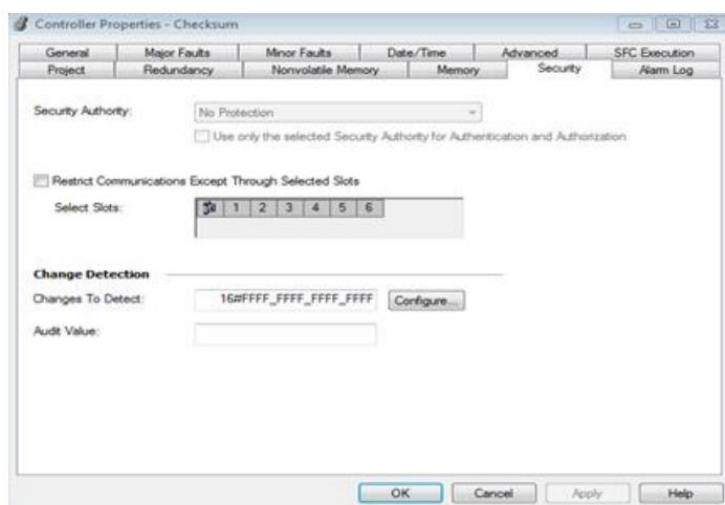 Controller Properties - Checksum
General Major Faults Minor Faults Date/Time Advanced SFC Execution
Project Redundancy Nonvolatile Memory Memory Security Alarm Log
Security Authority: No Protection
Use only the selected Security Authority for Authentication and Authorization
Restrict Communications Except Through Selected Slots
Select Slots: 1 2 3 4 5 6
Change Detection
Changes To Detect: 16#FFFF_FFFF_FFFF_FFFF Configure...
Audit Value:
OK Cancel Apply Help